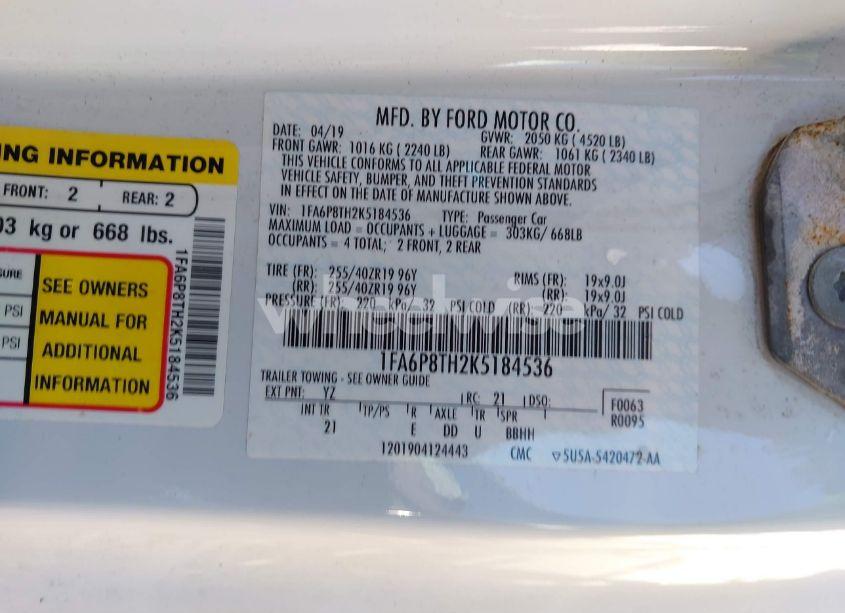 NG INFORMATION
FRONT: 2 REAR: 2
03 kg or 668 lbs.
SURE
PSI
PSI
SEE OWNERS
MANUAL FOR
ADDITIONAL
INFORMATION
1FA6P8TH2K5184536
MFD. BY FORD MOTOR CO.
DATE: 04/19 GVWR: 2050 KG ( 4520 LB)
FRONT GAWR: 1016 KG ( 2240 LB) REAR GAWR: 1061 KG ( 2340 LB)
THIS VEHICLE CONFORMS TO ALL APPLICABLE FEDERAL MOTOR
VEHICLE SAFETY, BUMPER, AND THEFT PREVENTION STANDARDS
IN EFFECT ON THE DATE OF MANUFACTURE SHOWN ABOVE.
VIN: 1FA6P8TH2K5184536 TYPE: Passenger Car
MAXIMUM LOAD = OCCUPANTS + LUGGAGE = 303KG/ 668LB
OCCUPANTS = 4 TOTAL; 2 FRONT, 2 REAR
TIRE (FR): 255/40ZR19 96Y RIMS (FR): 19x9.0J
(RR): 255/40ZR19 96Y (RR): 19x9.0J
PRESSURE (FR): 220 kPa/ 32 PSI COLD (RR): 220 kPa/ 32 PSI COLD
wheelwise
1FA6P8TH2K5184536
TRAILER TOWING - SEE OWNER GUIDE
EXT PNT: YZ RC: 21 DSO: F0063
INT TR TP/PS R AXLE TR SPR R0095
21 E DD U BBHH
1201904124443 CMC 5U5A-5420472-AA